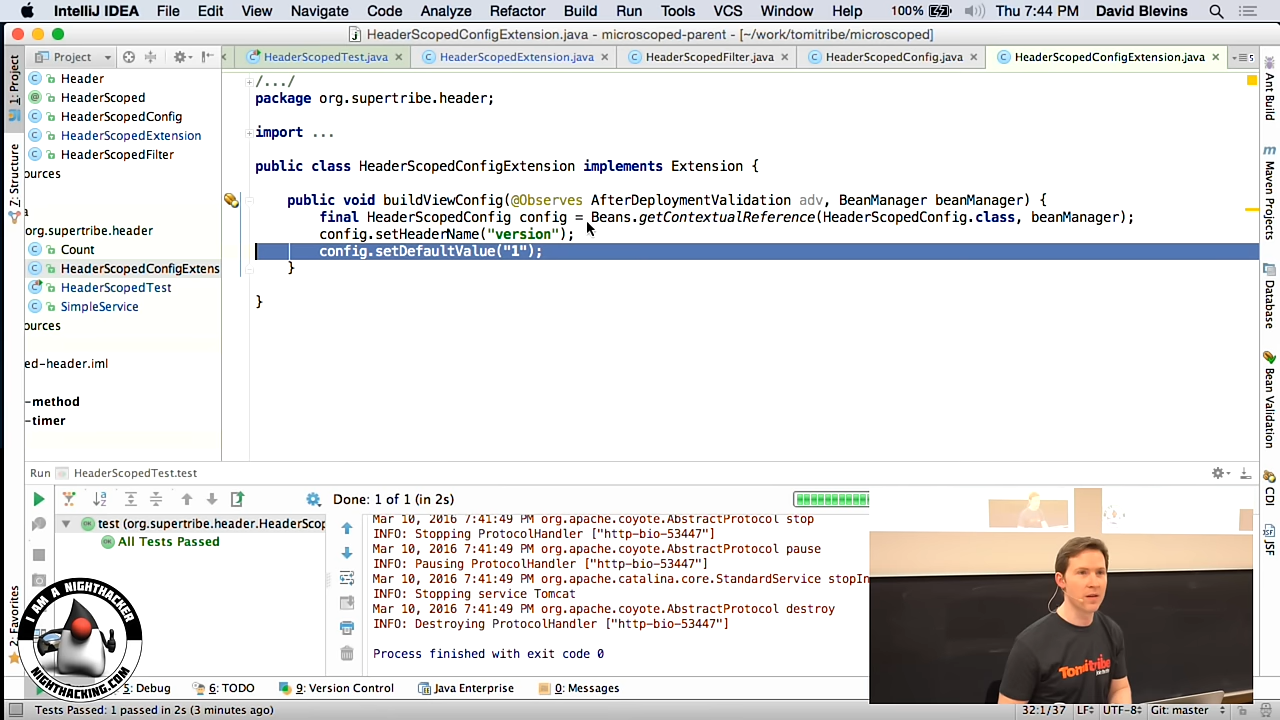 IntelliJ IDEA File Edit View Navigate Code Analyze Refactor Build Run Tools VCS Window Help 100% Thu 7:44 PM David Blevins
HeaderScopedConfigExtension.java - microscoped-parent - [~/work/tomitribe/microscoped]
Project
HeaderScopedTest.java
HeaderScopedExtension.java
HeaderScopedFilter.java
HeaderScopedConfig.java
HeaderScopedConfigExtension.java
5
1: Project
Z: Structure
2: Favorites
Header
HeaderScoped
HeaderScopedConfig
HeaderScopedExtension
HeaderScopedFilter
ources
a
org.supertribe.header
Count
HeaderScopedConfigExtens
HeaderScopedTest
SimpleService
ources
ed-header.iml
-method
-timer
/.../
package org.supertribe.header;
import ...
public class HeaderScopedConfigExtension implements Extension {
public void buildViewConfig(@Observes AfterDeploymentValidation adv, BeanManager beanManager) {
final HeaderScopedConfig config = Beans.getContextualReference(HeaderScopedConfig.class, beanManager);
config.setHeaderName("version");
config.setDefaultValue("1");
}
}
Ant Build
Maven Projects
Database
Bean Validation
CDI
JSF
Run HeaderScopedTest.test
Done: 1 of 1 (in 2s)
test (org.supertribe.header.HeaderScop
All Tests Passed
Mar 10, 2016 7:41:49 PM org.apache.coyote.AbstractProtocol stop
INFO: Stopping ProtocolHandler ["http-bio-53447"]
Mar 10, 2016 7:41:49 PM org.apache.coyote.AbstractProtocol pause
INFO: Pausing ProtocolHandler ["http-bio-53447"]
Mar 10, 2016 7:41:49 PM org.apache.catalina.core.StandardService stopIn
INFO: Stopping service Tomcat
Mar 10, 2016 7:41:49 PM org.apache.coyote.AbstractProtocol destroy
INFO: Destroying ProtocolHandler ["http-bio-53447"]
Process finished with exit code 0
I AM A NIGHTHACKER
NIGHTHACKING.COM
Tomitribe
5: Debug 6: TODO 9: Version Control Java Enterprise 0: Messages
Tests Passed: 1 passed in 2s (3 minutes ago) 32:1/37 LF UTF-8 Git: master